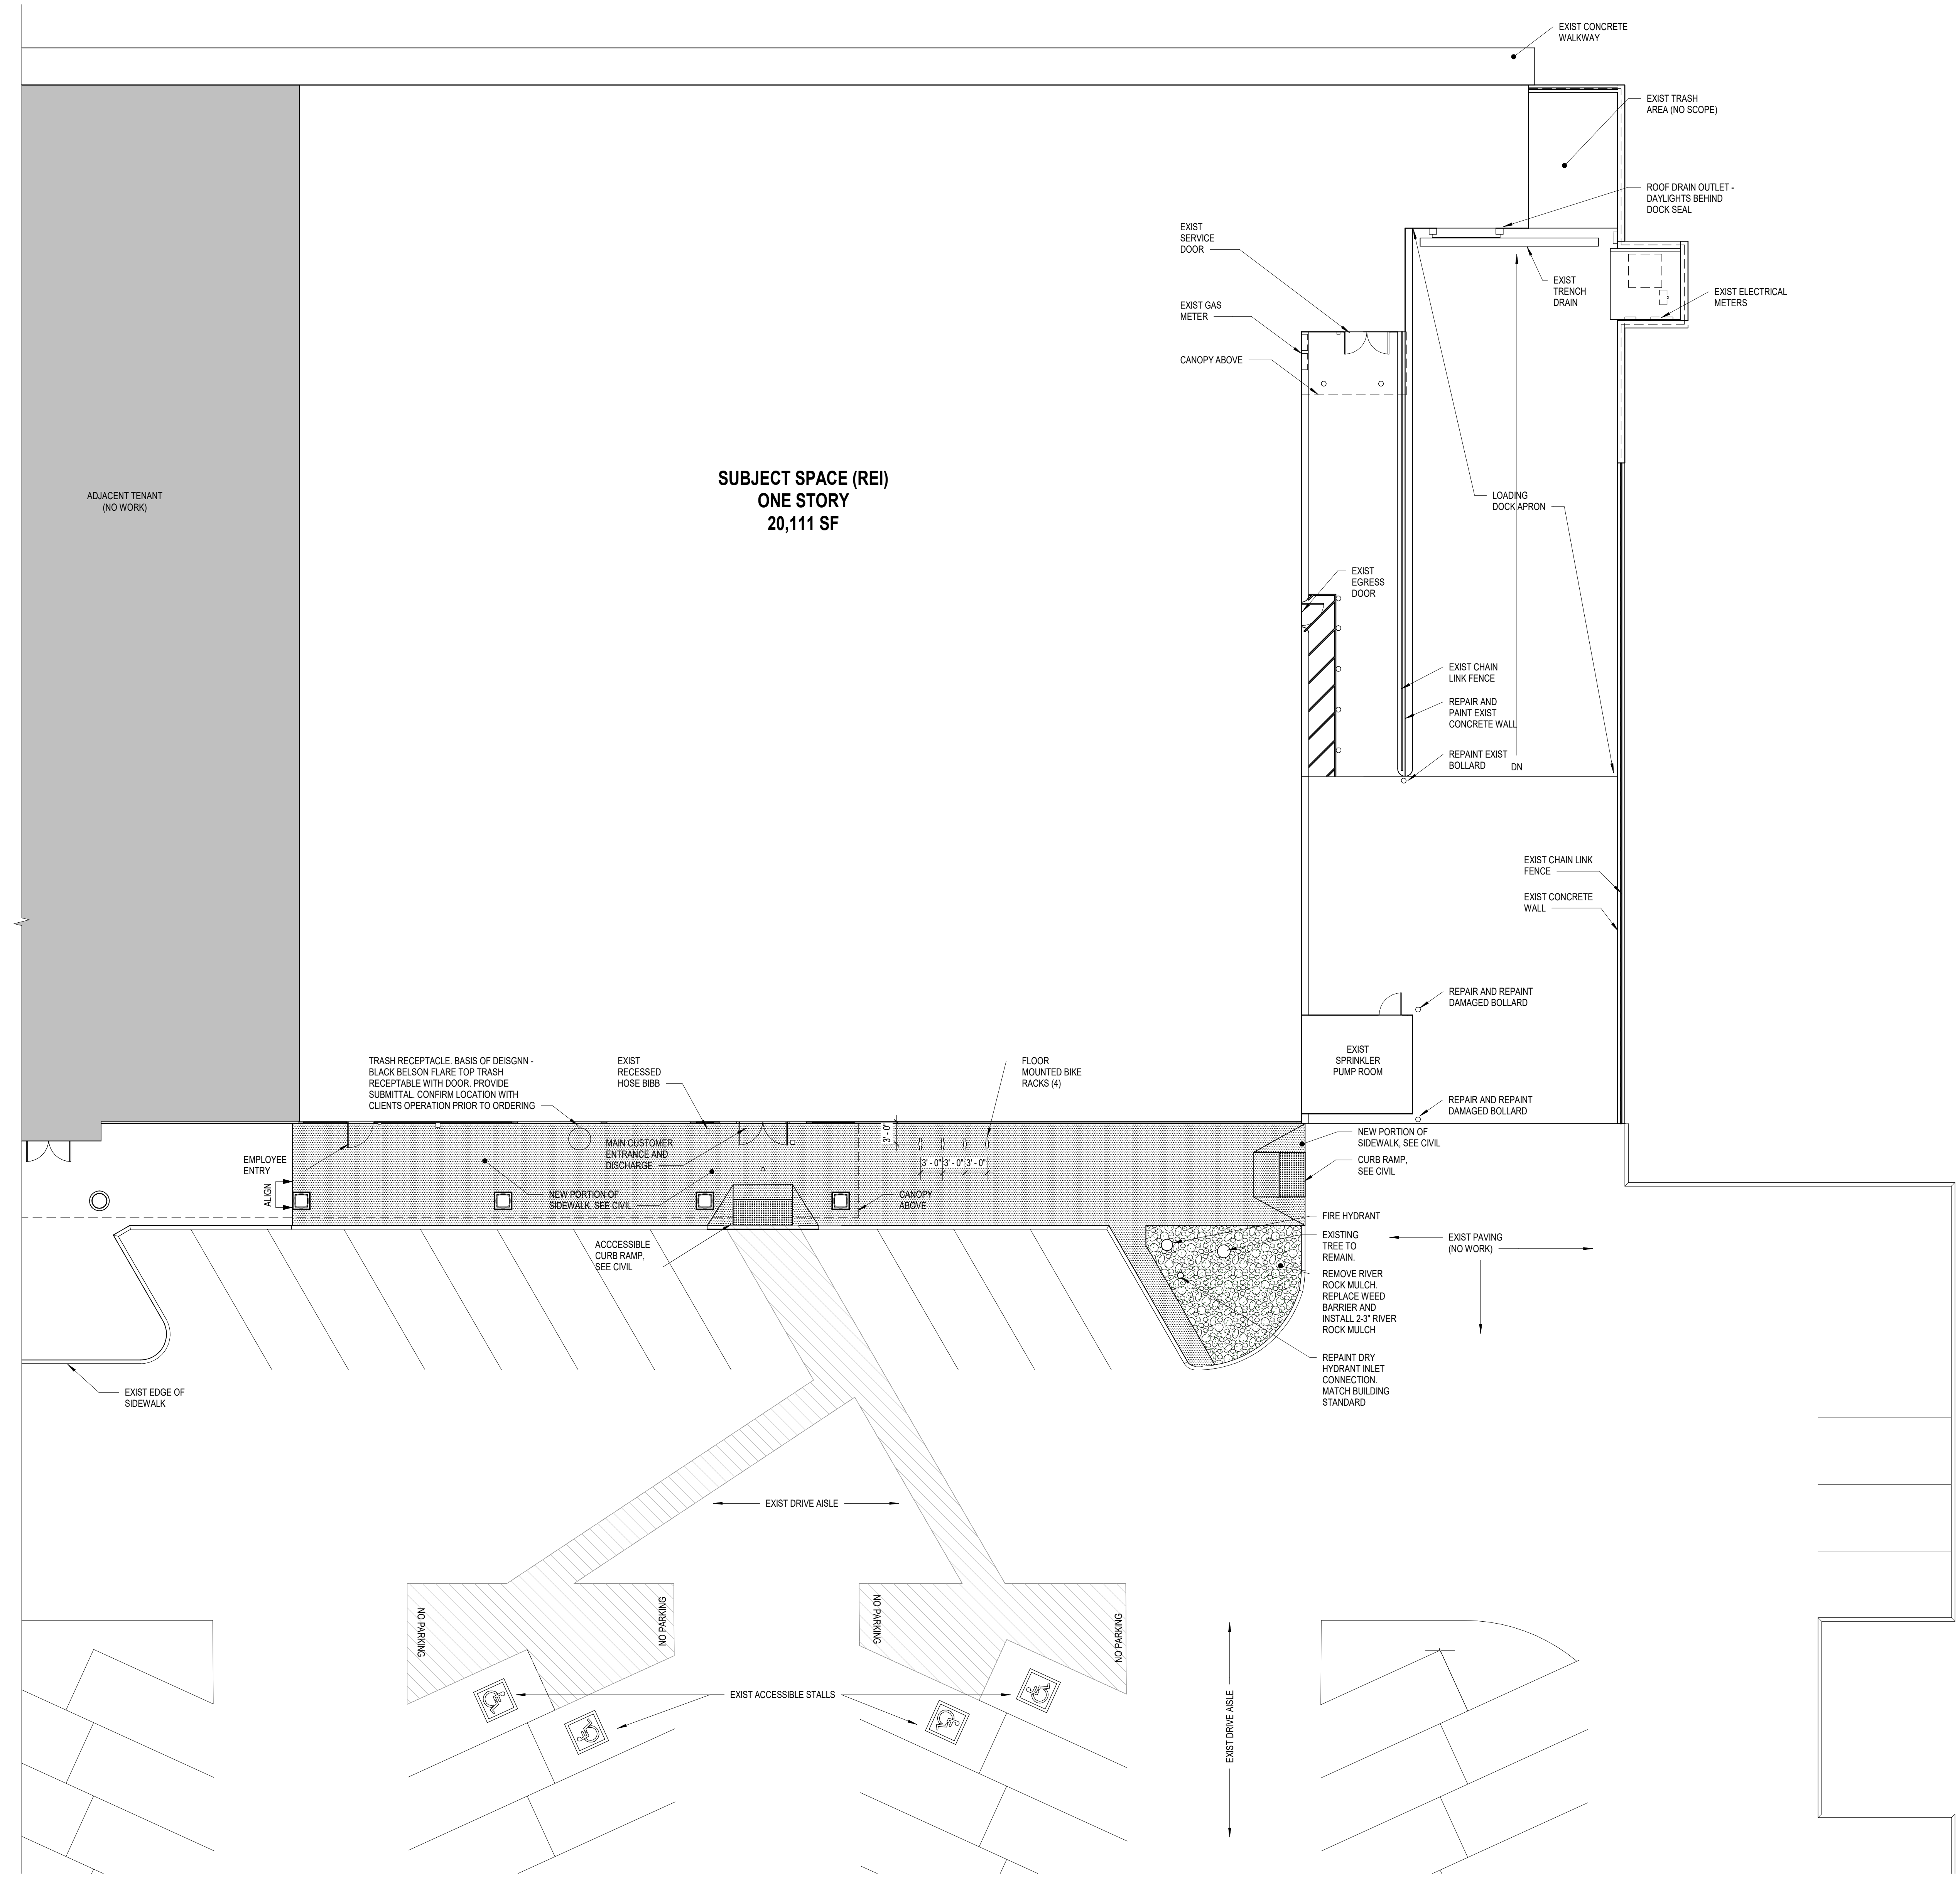 EXIST CONCRETE
WALKWAY
EXIST TRASH
AREA (NO SCOPE)
ROOF DRAIN OUTLET -
DAYLIGHTS BEHIND
DOCK SEAL
EXIST
SERVICE
DOOR
EXIST
TRENCH
DRAIN
EXIST ELECTRICAL
METERS
EXIST GAS
METER
CANOPY ABOVE
SUBJECT SPACE (REI)
ONE STORY
20,111 SF
ADJACENT TENANT
(NO WORK)
LOADING
DOCK APRON
EXIST
EGRESS
DOOR
EXIST CHAIN
LINK FENCE
REPAIR AND
PAINT EXIST
CONCRETE WALL
REPAINT EXIST
BOLLARD
DN
EXIST CHAIN LINK
FENCE
EXIST CONCRETE
WALL
REPAIR AND REPAINT
DAMAGED BOLLARD
EXIST
SPRINKLER
PUMP ROOM
TRASH RECEPTACLE. BASIS OF DEISGNN -
BLACK BELSON FLARE TOP TRASH
RECEPTABLE WITH DOOR. PROVIDE
SUBMITTAL. CONFIRM LOCATION WITH
CLIENTS OPERATION PRIOR TO ORDERING
EXIST
RECESSED
HOSE BIBB
FLOOR
MOUNTED BIKE
RACKS (4)
REPAIR AND REPAINT
DAMAGED BOLLARD
3' - 0"
MAIN CUSTOMER
ENTRANCE AND
DISCHARGE
NEW PORTION OF
SIDEWALK, SEE CIVIL
CURB RAMP,
SEE CIVIL
EMPLOYEE
ENTRY
3' - 0" 3' - 0" 3' - 0"
ALIGN
NEW PORTION OF
SIDEWALK, SEE CIVIL
CANOPY
ABOVE
ACCCESSIBLE
CURB RAMP,
SEE CIVIL
FIRE HYDRANT
EXISTING
TREE TO
REMAIN.
EXIST PAVING
(NO WORK)
REMOVE RIVER
ROCK MULCH.
REPLACE WEED
BARRIER AND
INSTALL 2-3" RIVER
ROCK MULCH
REPAINT DRY
HYDRANT INLET
CONNECTION.
MATCH BUILDING
STANDARD
EXIST EDGE OF
SIDEWALK
EXIST DRIVE AISLE
NO PARKING
NO PARKING
NO PARKING
NO PARKING
EXIST ACCESSIBLE STALLS
EXIST DRIVE AISLE